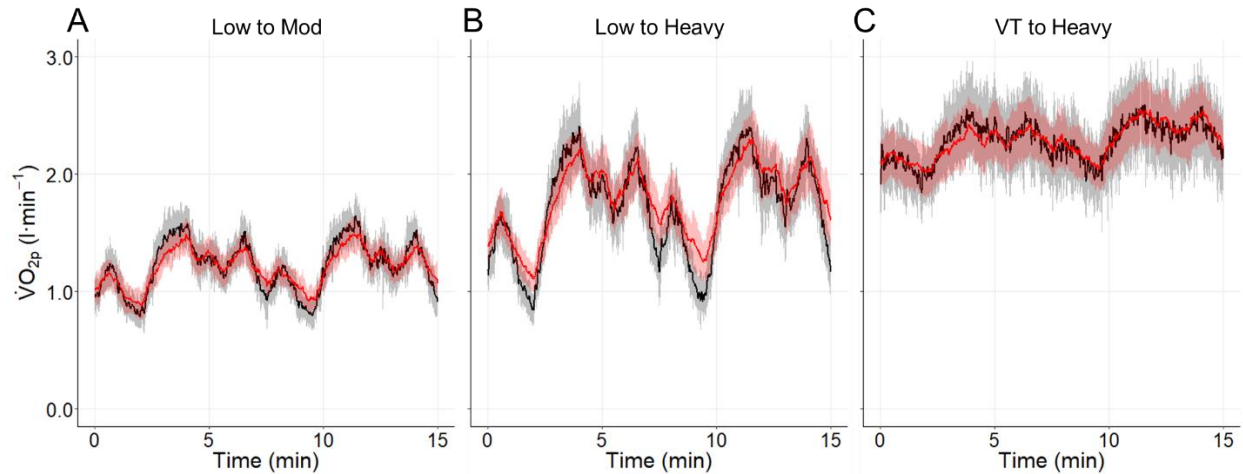 A B C
Low to Mod Low to Heavy VT to Heavy
3.0
2.0
1.0
0.0
V̇O₂ₚ (l·min⁻¹)
0 5 10 15 0 5 10 15 0 5 10 15
Time (min) Time (min) Time (min)